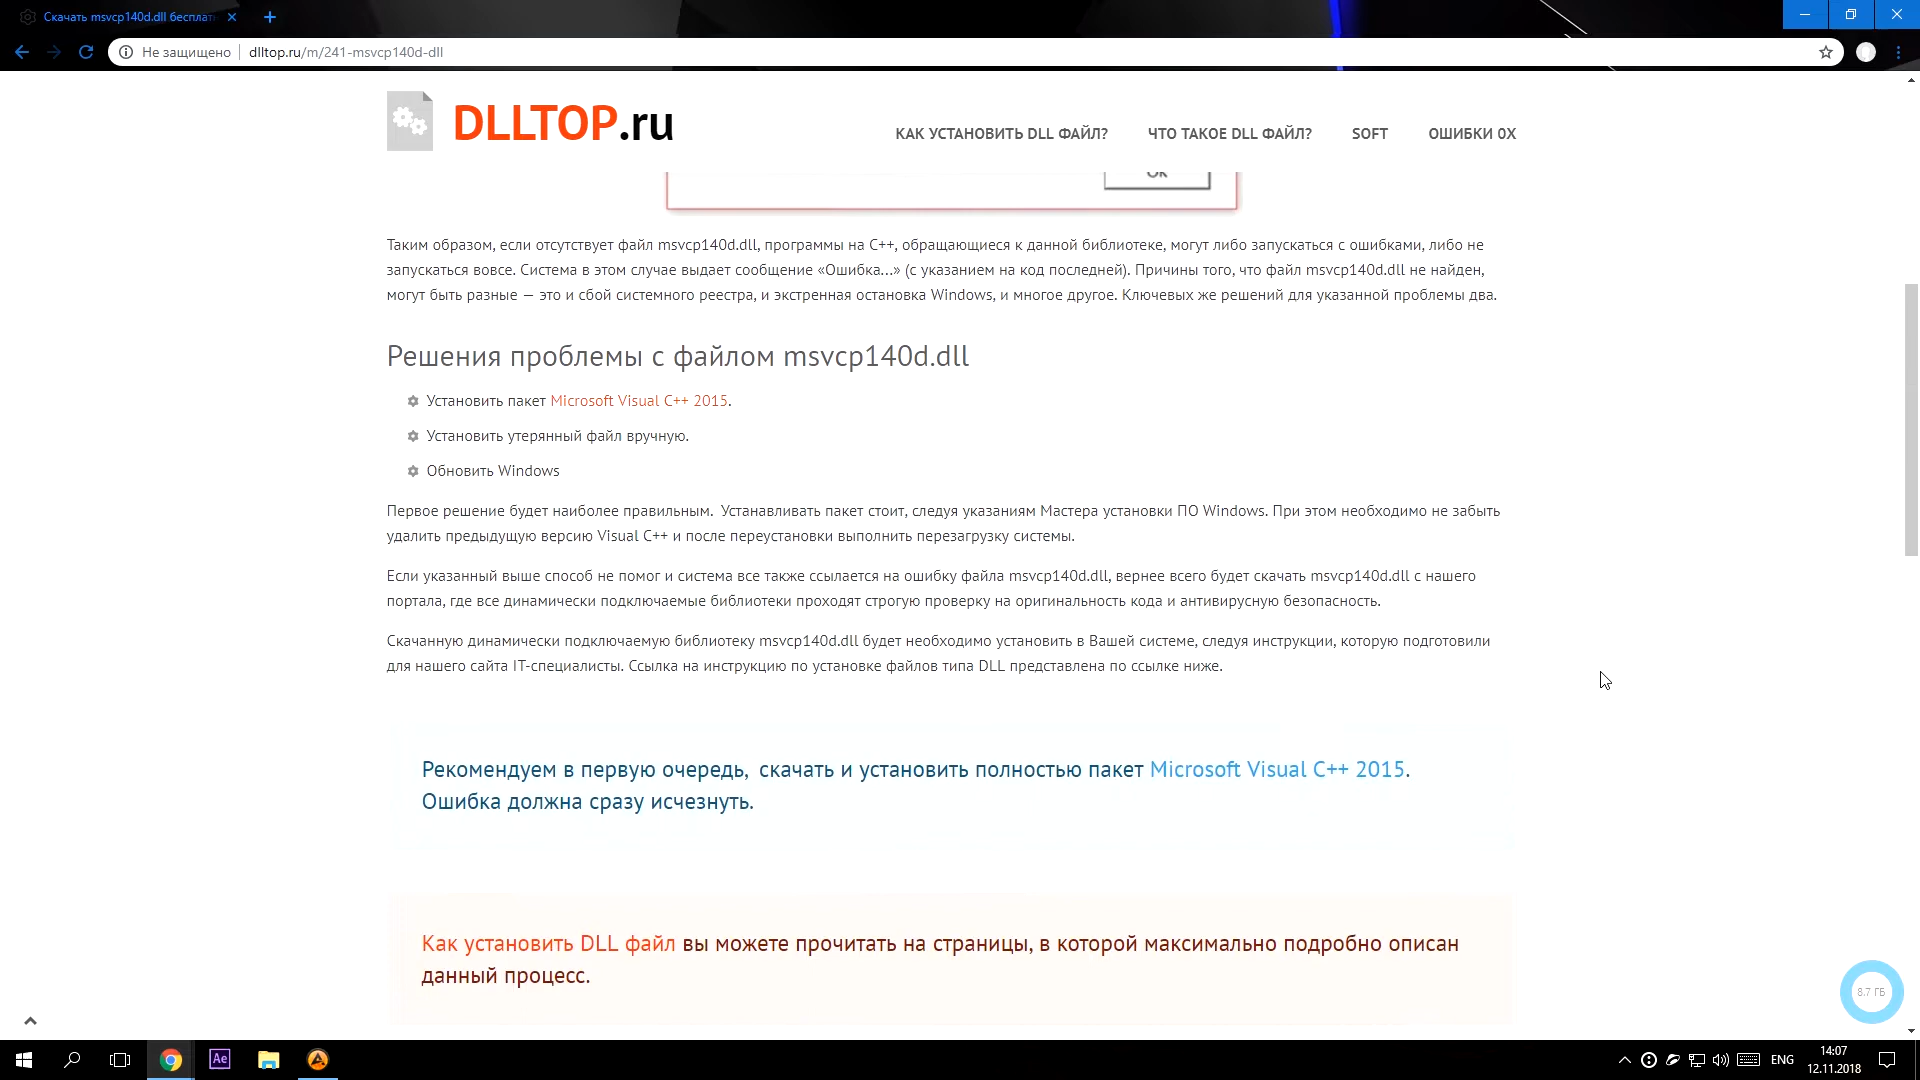 Скачать msvcp140d.dll бесплат
Не защищено
dlltop.ru/m/241-msvcp140d-dll
DLLTOP.ru
КАК УСТАНОВИТЬ DLL ФАЙЛ?
ЧТО ТАКОЕ DLL ФАЙЛ?
SOFT
ОШИБКИ 0X
ОК
Таким образом, если отсутствует файл msvcp140d.dll, программы на C++, обращающиеся к данной библиотеке, могут либо запускаться с ошибками, либо не
запускаться вовсе. Система в этом случае выдает сообщение «Ошибка...» (с указанием на код последней). Причины того, что файл msvcp140d.dll не найден,
могут быть разные — это и сбой системного реестра, и экстренная остановка Windows, и многое другое. Ключевых же решений для указанной проблемы два.
Решения проблемы с файлом msvcp140d.dll
Установить пакет Microsoft Visual C++ 2015.
Установить утерянный файл вручную.
Обновить Windows
Первое решение будет наиболее правильным. Устанавливать пакет стоит, следуя указаниям Мастера установки ПО Windows. При этом необходимо не забыть
удалить предыдущую версию Visual C++ и после переустановки выполнить перезагрузку системы.
Если указанный выше способ не помог и система все также ссылается на ошибку файла msvcp140d.dll, вернее всего будет скачать msvcp140d.dll с нашего
портала, где все динамически подключаемые библиотеки проходят строгую проверку на оригинальность кода и антивирусную безопасность.
Скачанную динамически подключаемую библиотеку msvcp140d.dll будет необходимо установить в Вашей системе, следуя инструкции, которую подготовили
для нашего сайта IT-специалисты. Ссылка на инструкцию по установке файлов типа DLL представлена по ссылке ниже.
Рекомендуем в первую очередь, скачать и установить полностью пакет Microsoft Visual C++ 2015.
Ошибка должна сразу исчезнуть.
Как установить DLL файл вы можете прочитать на страницы, в которой максимально подробно описан
данный процесс.
8.7 ГБ
Ae
ENG
14:07
12.11.2018